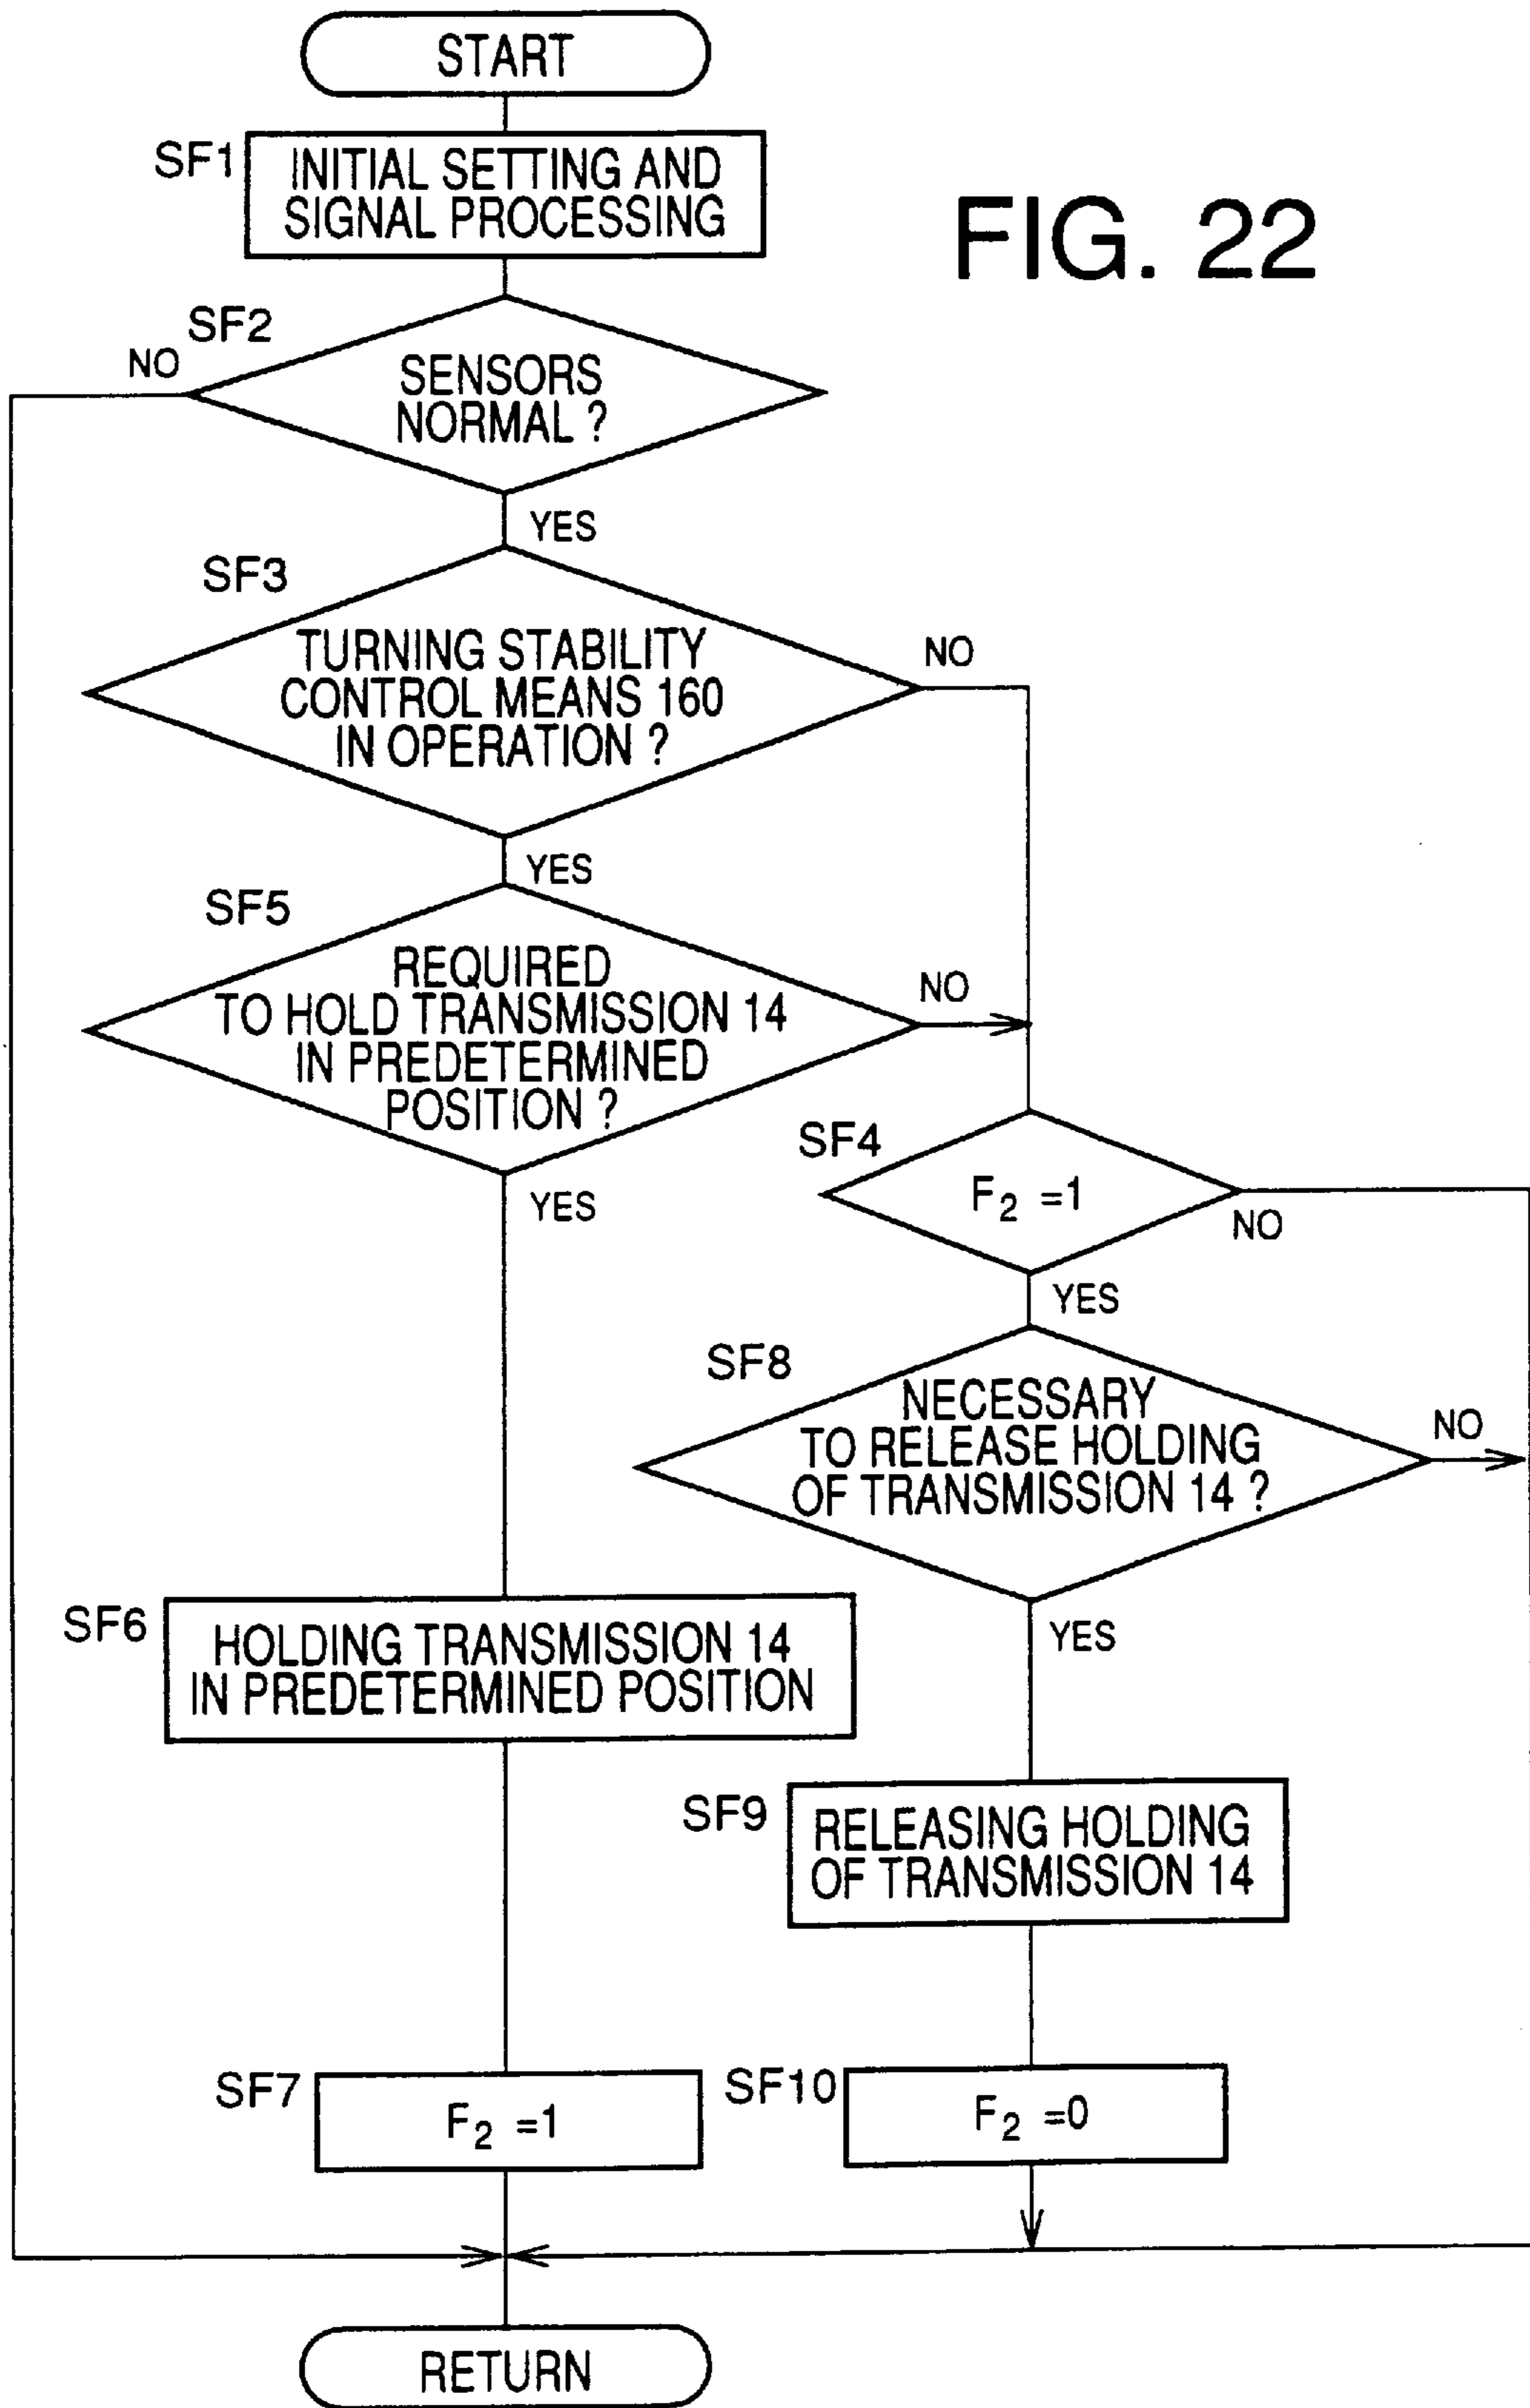 START
SF1
INITIAL SETTING AND
SIGNAL PROCESSING
FIG. 22
SF2
NO
SENSORS
NORMAL ?
YES
SF3
TURNING STABILITY
CONTROL MEANS 160
IN OPERATION ?
NO
YES
SF5
REQUIRED
TO HOLD TRANSMISSION 14
IN PREDETERMINED
POSITION ?
NO
YES
SF4
F2 =1
NO
YES
SF8
NECESSARY
TO RELEASE HOLDING
OF TRANSMISSION 14 ?
NO
YES
SF6
HOLDING TRANSMISSION 14
IN PREDETERMINED POSITION
SF9
RELEASING HOLDING
OF TRANSMISSION 14
SF7
F2 =1
SF10
F2 =0
RETURN